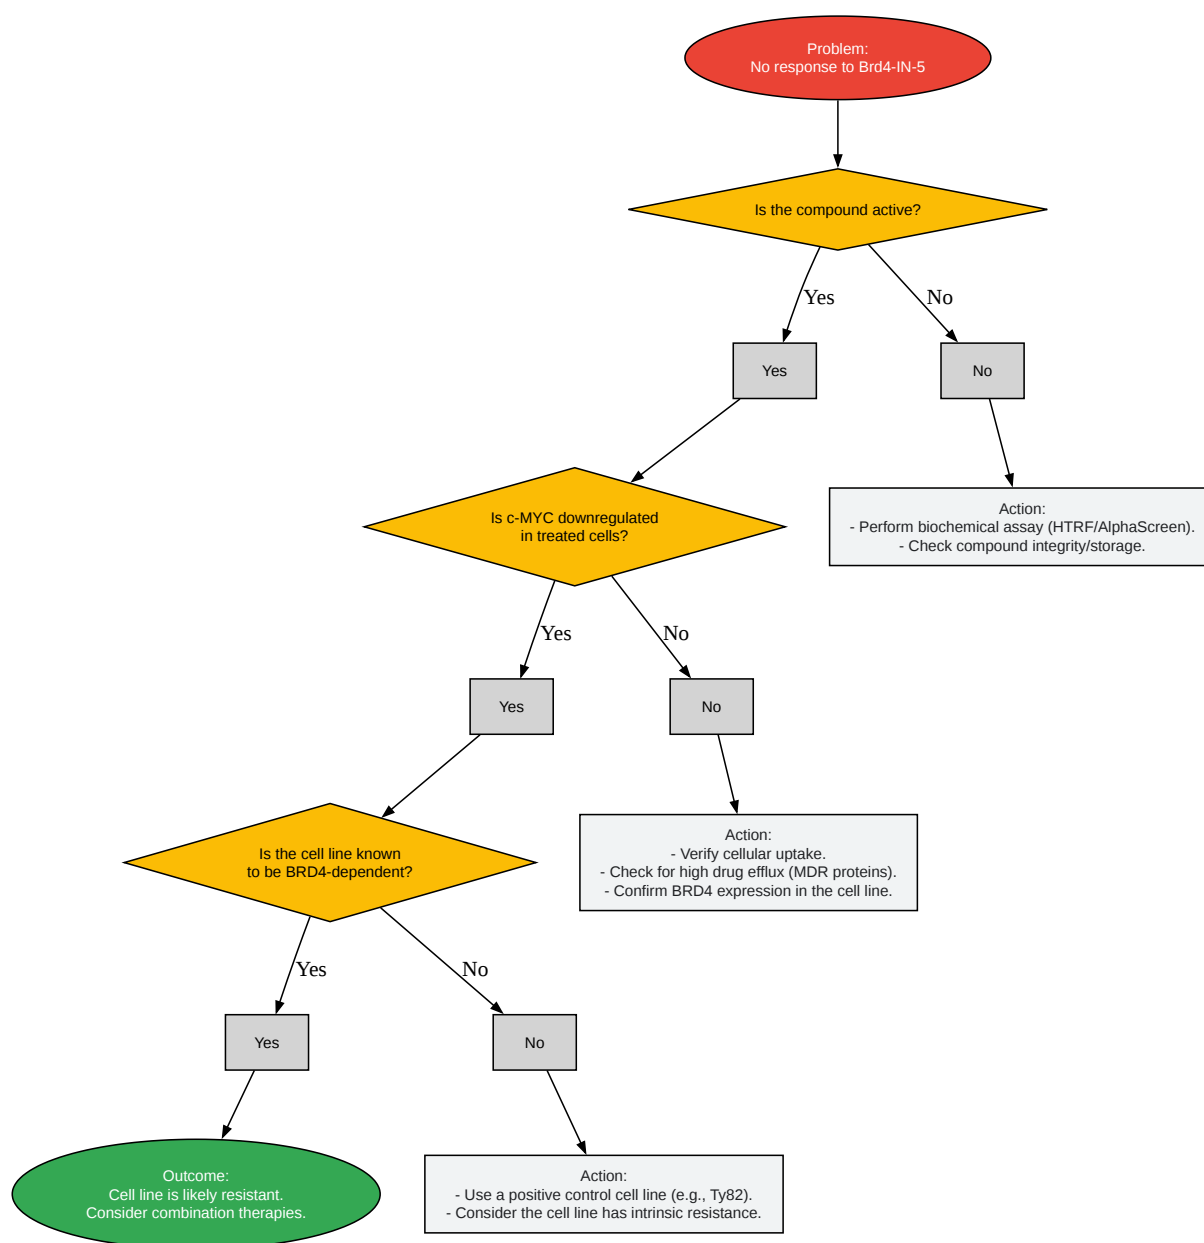 Problem:
No response to Brd4-IN-5
Is the compound active?
Yes
No
Yes
No
Is c-MYC downregulated
in treated cells?
Action:
- Perform biochemical assay (HTRF/AlphaScreen).
- Check compound integrity/storage.
Yes
No
Yes
No
Is the cell line known
to be BRD4-dependent?
Action:
- Verify cellular uptake.
- Check for high drug efflux (MDR proteins).
- Confirm BRD4 expression in the cell line.
Yes
No
Yes
No
Outcome:
Cell line is likely resistant.
Consider combination therapies.
Action:
- Use a positive control cell line (e.g., Ty82).
- Consider the cell line has intrinsic resistance.